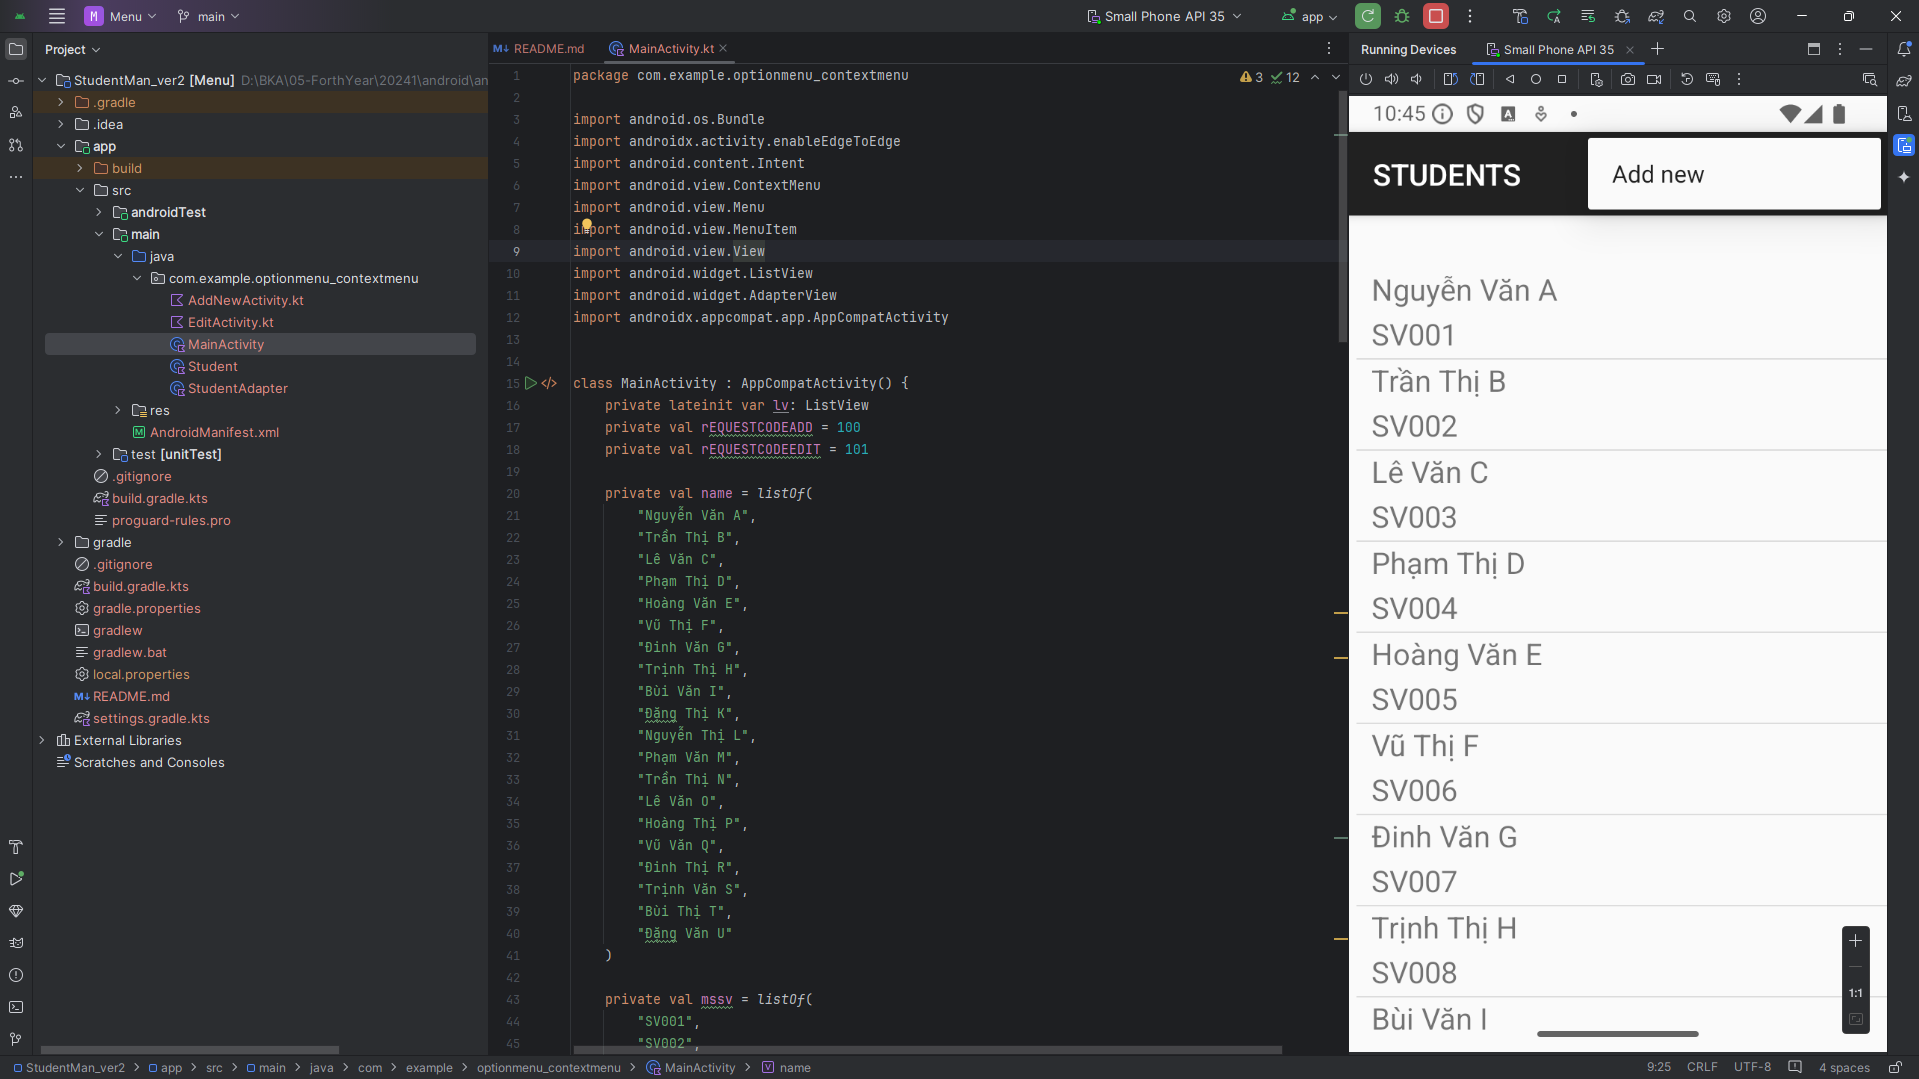 M Menu main Small Phone API 35 app
Project
StudentMan_ver2 [Menu] D:\BKA\05-ForthYear\20241\android\an
.gradle
.idea
app
build
src
androidTest
main
java
com.example.optionmenu_contextmenu
AddNewActivity.kt
EditActivity.kt
MainActivity
Student
StudentAdapter
res
AndroidManifest.xml
test [unitTest]
.gitignore
build.gradle.kts
proguard-rules.pro
gradle
.gitignore
build.gradle.kts
gradle.properties
gradlew
gradlew.bat
local.properties
README.md
settings.gradle.kts
External Libraries
Scratches and Consoles
README.md MainActivity.kt
3 12
1 package com.example.optionmenu_contextmenu
2
3 import android.os.Bundle
4 import androidx.activity.enableEdgeToEdge
5 import android.content.Intent
6 import android.view.ContextMenu
7 import android.view.Menu
8 import android.view.MenuItem
9 import android.view.View
10 import android.widget.ListView
11 import android.widget.AdapterView
12 import androidx.appcompat.app.AppCompatActivity
13
14
15 class MainActivity : AppCompatActivity() {
16 private lateinit var lv: ListView
17 private val rEQUESTCODEADD = 100
18 private val rEQUESTCODEEDIT = 101
19
20 private val name = listOf(
21 "Nguyễn Văn A",
22 "Trần Thị B",
23 "Lê Văn C",
24 "Phạm Thị D",
25 "Hoàng Văn E",
26 "Vũ Thị F",
27 "Đinh Văn G",
28 "Trịnh Thị H",
29 "Bùi Văn I",
30 "Đặng Thị K",
31 "Nguyễn Thị L",
32 "Phạm Văn M",
33 "Trần Thị N",
34 "Lê Văn O",
35 "Hoàng Thị P",
36 "Vũ Văn Q",
37 "Đinh Thị R",
38 "Trịnh Văn S",
39 "Bùi Thị T",
40 "Đặng Văn U"
41 )
42
43 private val mssv = listOf(
44 "SV001",
45 "SV002",
Running Devices Small Phone API 35
10:45
STUDENTS
Add new
Nguyễn Văn A
SV001
Trần Thị B
SV002
Lê Văn C
SV003
Phạm Thị D
SV004
Hoàng Văn E
SV005
Vũ Thị F
SV006
Đinh Văn G
SV007
Trịnh Thị H
SV008
Bùi Văn I
1:1
StudentMan_ver2 > app > src > main > java > com > example > optionmenu_contextmenu > MainActivity > name
9:25 CRLF UTF-8 4 spaces